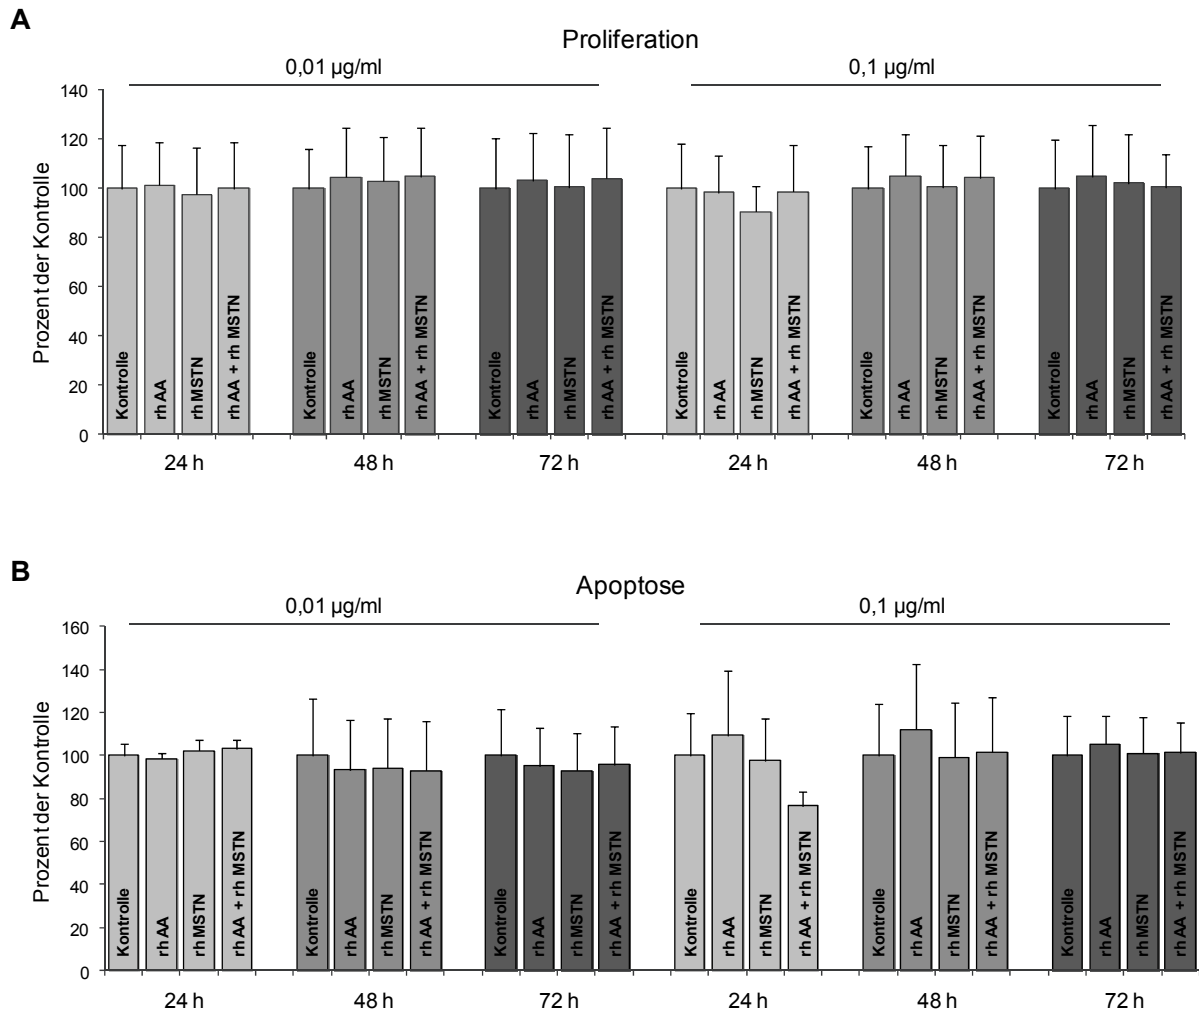 A
Proliferation
0,01 µg/ml
0,1 µg/ml
Prozent der Kontrolle
140
120
100
80
60
40
20
0
Kontrolle
rh AA
rh MSTN
rh AA + rh MSTN
Kontrolle
rh AA
rh MSTN
rh AA + rh MSTN
Kontrolle
rh AA
rh MSTN
rh AA + rh MSTN
Kontrolle
rh AA
rh MSTN
rh AA + rh MSTN
Kontrolle
rh AA
rh MSTN
rh AA + rh MSTN
Kontrolle
rh AA
rh MSTN
rh AA + rh MSTN
24 h
48 h
72 h
24 h
48 h
72 h
B
Apoptose
0,01 µg/ml
0,1 µg/ml
Prozent der Kontrolle
160
140
120
100
80
60
40
20
0
Kontrolle
rh AA
rh MSTN
rh AA + rh MSTN
Kontrolle
rh AA
rh MSTN
rh AA + rh MSTN
Kontrolle
rh AA
rh MSTN
rh AA + rh MSTN
Kontrolle
rh AA
rh MSTN
rh AA + rh MSTN
Kontrolle
rh AA
rh MSTN
rh AA + rh MSTN
Kontrolle
rh AA
rh MSTN
rh AA + rh MSTN
24 h
48 h
72 h
24 h
48 h
72 h